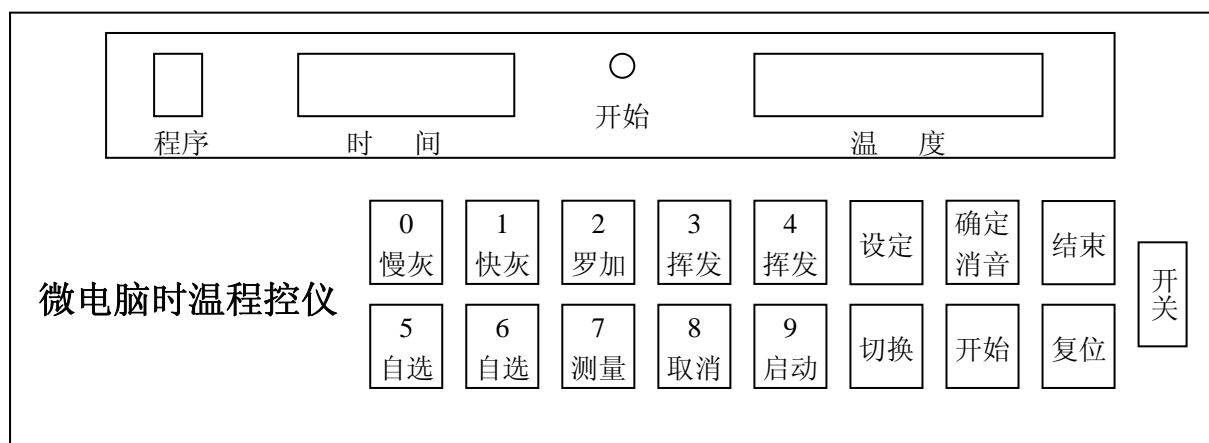 开始
程序 时 间 温 度
0 1 2 3 4 设定 确定 结束
慢灰 快灰 罗加 挥发 挥发 消音
微电脑时温程控仪
5 6 7 8 9 切换 开始 复位
自选 自选 测量 取消 启动
开
关